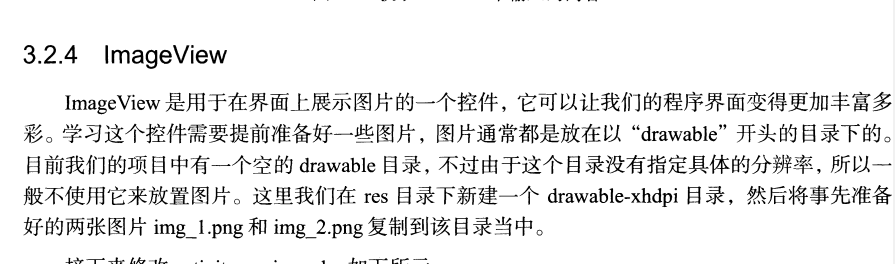 3.2.4 ImageView
ImageView 是用于在界面上展示图片的一个控件，它可以让我们的程序界面变得更加丰富多
彩。学习这个控件需要提前准备好一些图片，图片通常都是放在以“drawable”开头的目录下的。
目前我们的项目中有一个空的 drawable 目录，不过由于这个目录没有指定具体的分辨率，所以一
般不使用它来放置图片。这里我们在 res 目录下新建一个 drawable-xhdpi 目录，然后将事先准备
好的两张图片 img_1.png 和 img_2.png 复制到该目录当中。